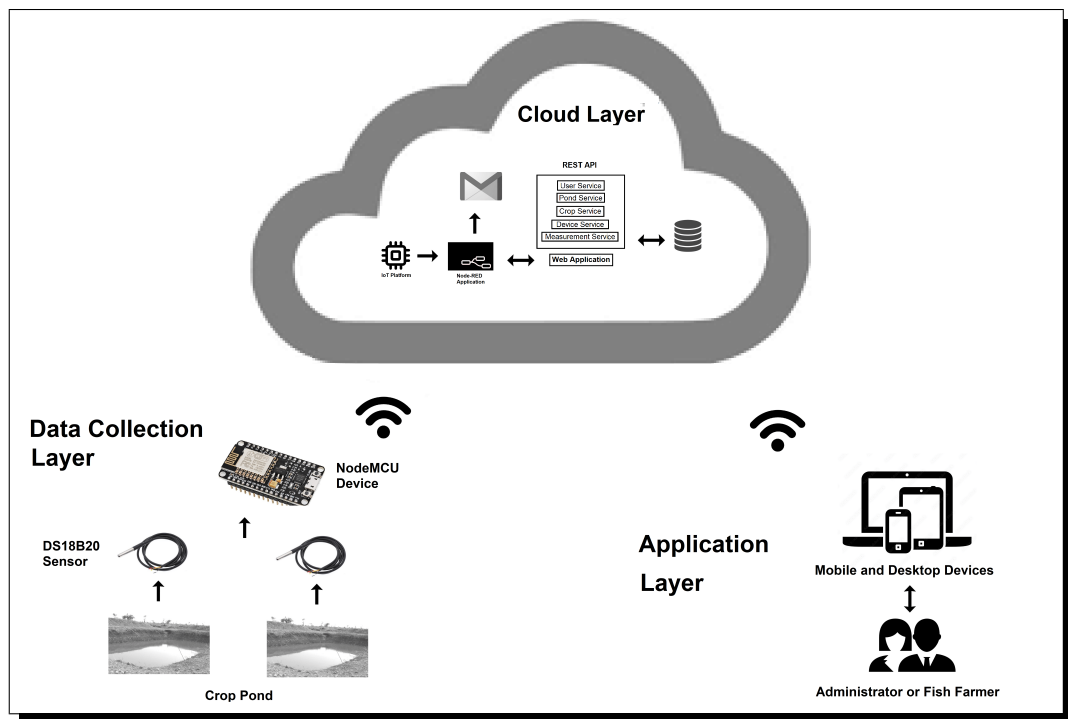 Cloud Layer
REST API
User Service
Pond Service
Crop Service
Device Service
Measurement Service
Web Application
IoT Platform
Node-RED
Application
Data Collection
Layer
NodeMCU
Device
DS18B20
Sensor
Crop Pond
Application
Layer
Mobile and Desktop Devices
Administrator or Fish Farmer